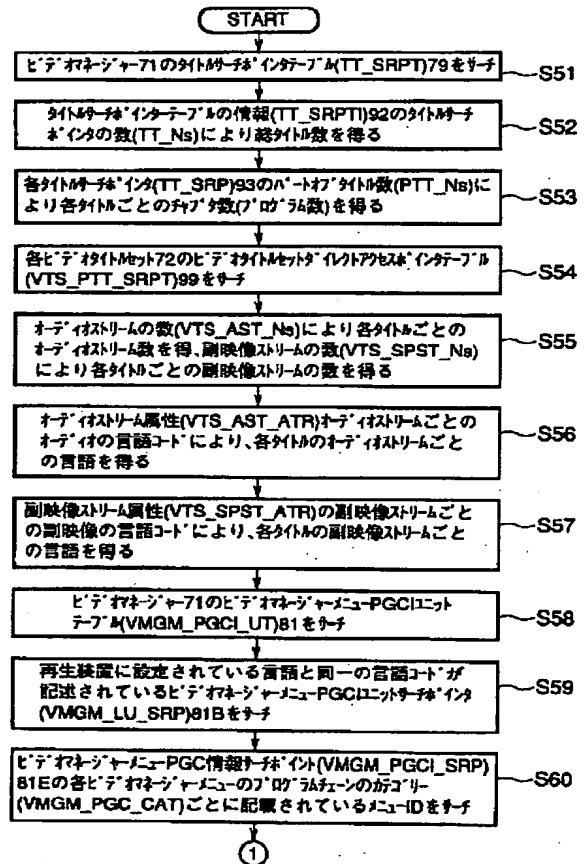 START
ビデオマネージャー71のタイトルサーチポインタテーブル(TT_SRPT)79をサーチ
S51
タイトルサーチポインターテーブルの情報(TT_SRPTI)92のタイトルサーチ
ポインタの数(TT_Ns)により総タイトル数を得る
S52
各タイトルサーチポインタ(TT_SRP)93のパートオブタイトル数(PTT_Ns)に
より各タイトルごとのチャプタ数(プログラム数)を得る
S53
各ビデオタイトルセット72のビデオタイトルセットダイレクトアクセスポインタテーブル
(VTS_PTT_SRPT)99をサーチ
S54
オーディオストリームの数(VTS_AST_Ns)により各タイトルごとの
オーディオストリーム数を得、副映像ストリームの数(VTS_SPST_Ns)
により各タイトルごとの副映像ストリームの数を得る
S55
オーディオストリーム属性(VTS_AST_ATR)オーディオストリームごとの
オーディオの言語コードにより、各タイトルのオーディオストリームごと
の言語を得る
S56
副映像ストリーム属性(VTS_SPST_ATR)の副映像ストリームごと
の副映像の言語コードにより、各タイトルの副映像ストリームごと
の言語を得る
S57
ビデオマネージャー71のビデオマネージャーメニューPGCIユニット
テーブル(VMGM_PGCI_UT)81をサーチ
S58
再生装置に設定されている言語と同一の言語コードが
記述されているビデオマネージャーメニューPGCIユニットサーチポインタ
(VMGM_LU_SRP)81Bをサーチ
S59
ビデオマネージャーメニューPGC情報サーチポイント(VMGM_PGCI_SRP)
81Eの各ビデオマネージャーメニューのプログラムチェーンのカテゴリー
(VMGM_PGC_CAT)ごとに記載されているメニューIDをサーチ
S60
1